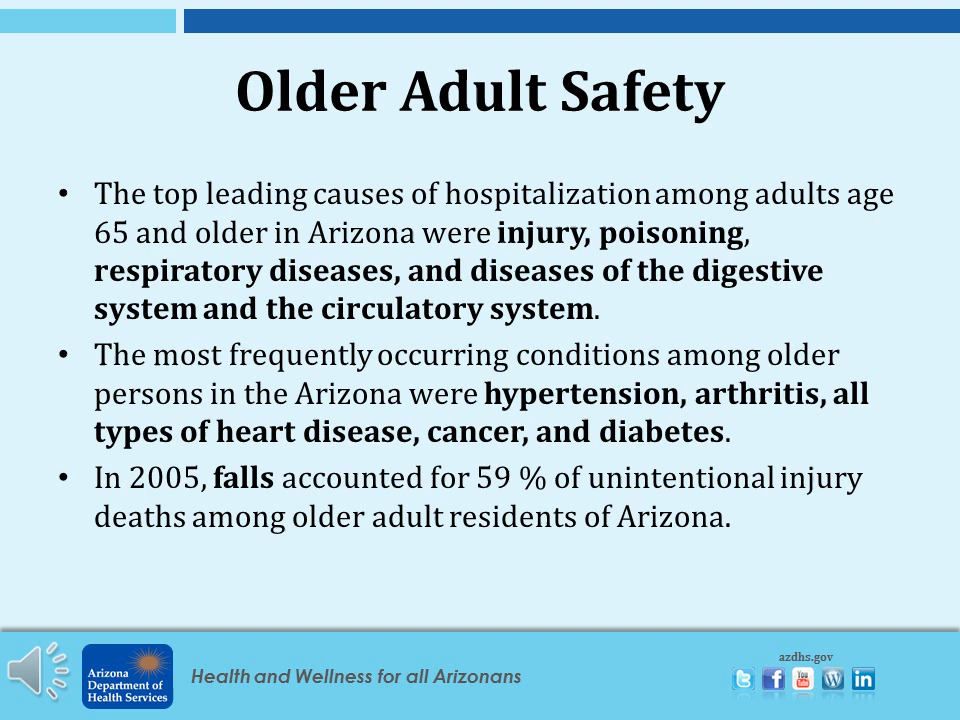 Older Adult Safety
• The top leading causes of hospitalization among adults age
65 and older in Arizona were injury, poisoning,
respiratory diseases, and diseases of the digestive
system and the circulatory system.
• The most frequently occurring conditions among older
persons in the Arizona were hypertension, arthritis, all
types of heart disease, cancer, and diabetes.
• In 2005, falls accounted for 59 % of unintentional injury
deaths among older adult residents of Arizona.
Arizona
Department of
Health Services
Health and Wellness for all Arizonans
azdhs.gov
t f You Tube W in